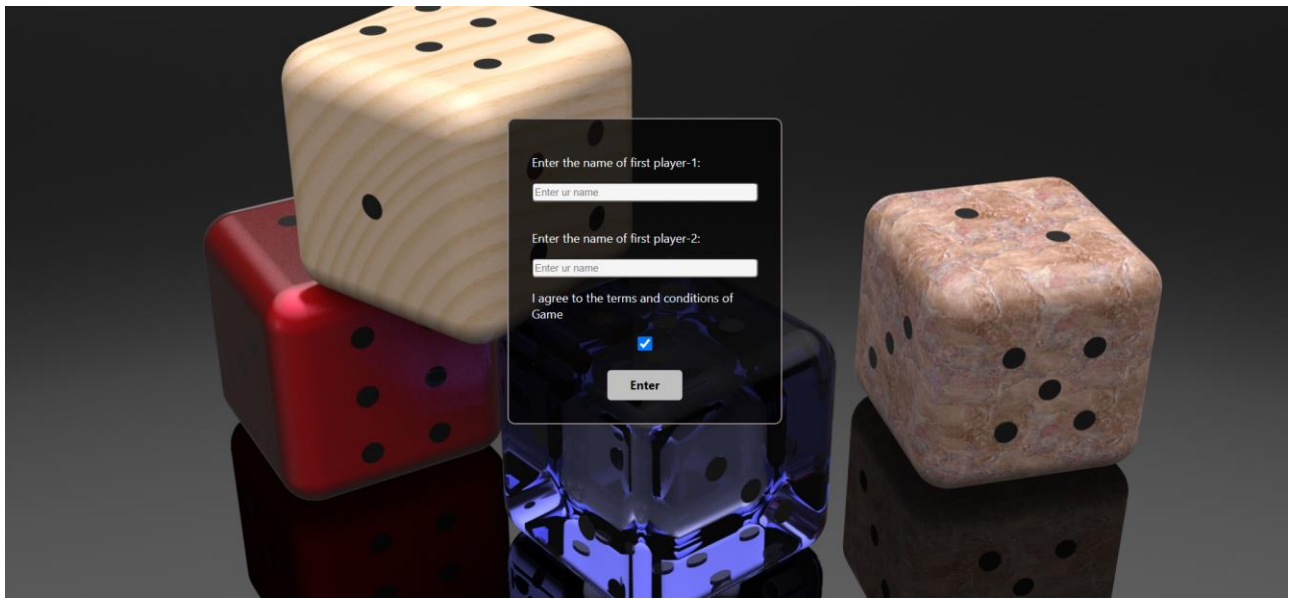 Enter the name of first player-1:
Enter ur name
Enter the name of first player-2:
Enter ur name
I agree to the terms and conditions of
Game
Enter